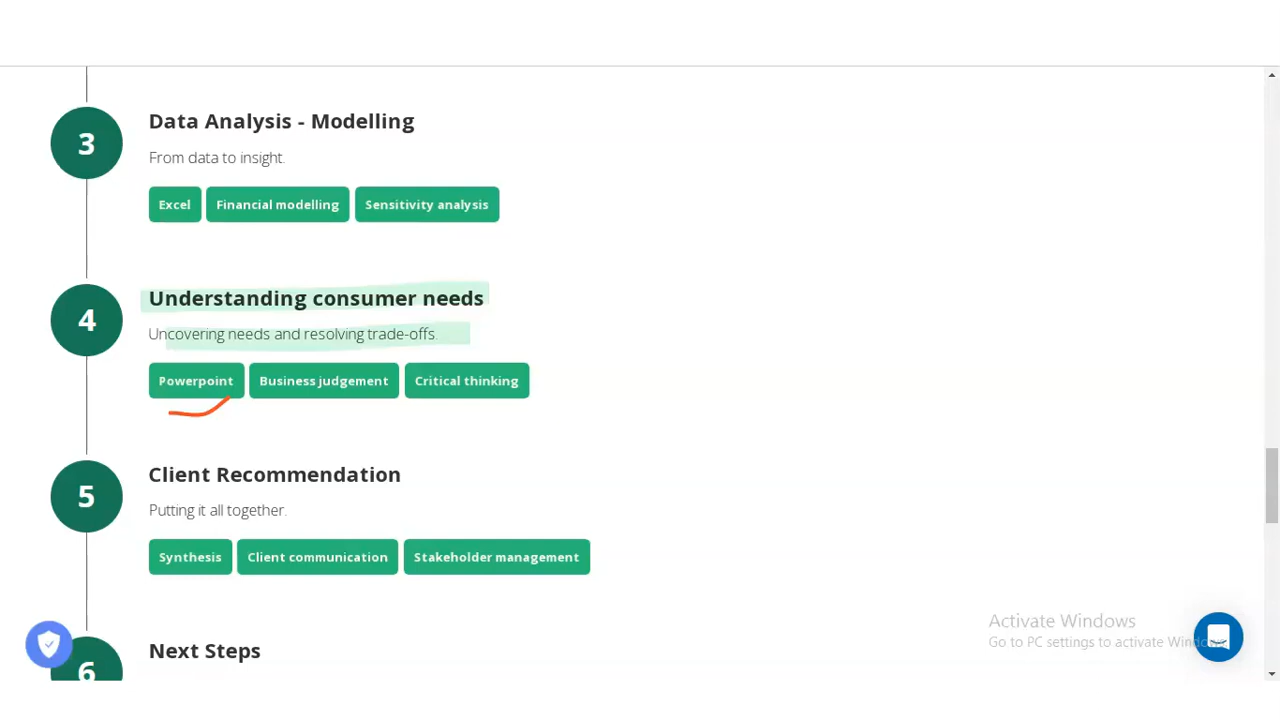 3
Data Analysis - Modelling
From data to insight.
Excel Financial modelling Sensitivity analysis
4
Understanding consumer needs
Uncovering needs and resolving trade-offs.
Powerpoint Business judgement Critical thinking
5
Client Recommendation
Putting it all together.
Synthesis Client communication Stakeholder management
6
Next Steps
Activate Windows
Go to PC settings to activate Windows.